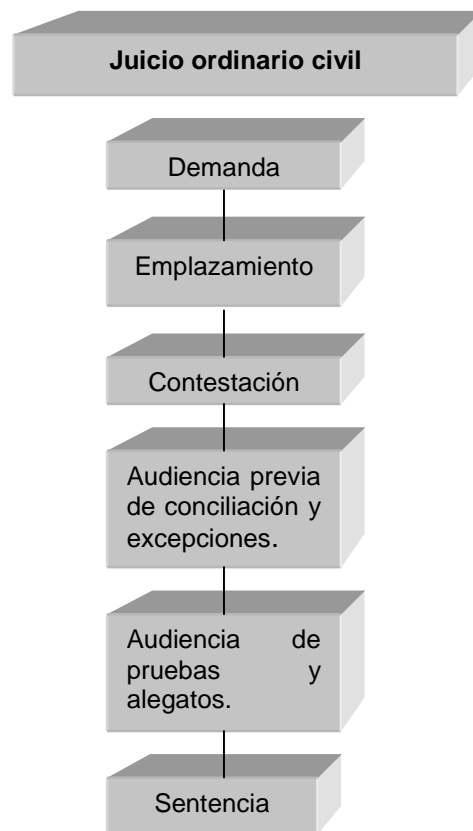 Juicio ordinario civil
Demanda
Emplazamiento
Contestación
Audiencia previa
de conciliación y
excepciones.
Audiencia de
pruebas y
alegatos.
Sentencia